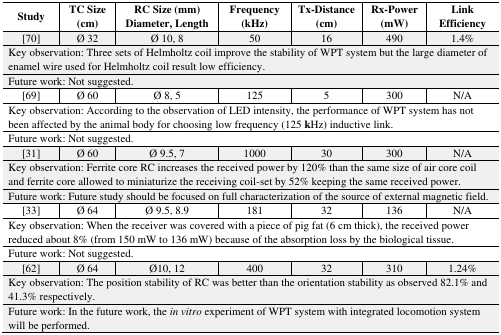 Study TC Size (cm) RC Size (mm) Diameter, Length Frequency (kHz) Tx-Distance (cm) Rx-Power (mW) Link Efficiency
[70] Ø 32 Ø 10, 8 50 16 490 1.4%
Key observation: Three sets of Helmholtz coil improve the stability of WPT system but the large diameter of
enamel wire used for Helmholtz coil result low efficiency.
Future work: Not suggested.
[69] Ø 60 Ø 8, 5 125 5 300 N/A
Key observation: According to the observation of LED intensity, the performance of WPT system has not
been affected by the animal body for choosing low frequency (125 kHz) inductive link.
Future work: Not suggested.
[31] Ø 60 Ø 9.5, 7 1000 30 300 N/A
Key observation: Ferrite core RC increases the received power by 120% than the same size of air core coil
and ferrite core allowed to miniaturize the receiving coil-set by 52% keeping the same received power.
Future work: Future study should be focused on full characterization of the source of external magnetic field.
[33] Ø 64 Ø 9.5, 8.9 181 32 136 N/A
Key observation: When the receiver was covered with a piece of pig fat (6 cm thick), the received power
reduced about 8% (from 150 mW to 136 mW) because of the absorption loss by the biological tissue.
Future work: Not suggested.
[62] Ø 64 Ø10, 12 400 32 310 1.24%
Key observation: The position stability of RC was better than the orientation stability as observed 82.1% and
41.3% respectively.
Future work: In the future work, the in vitro experiment of WPT system with integrated locomotion system
will be performed.